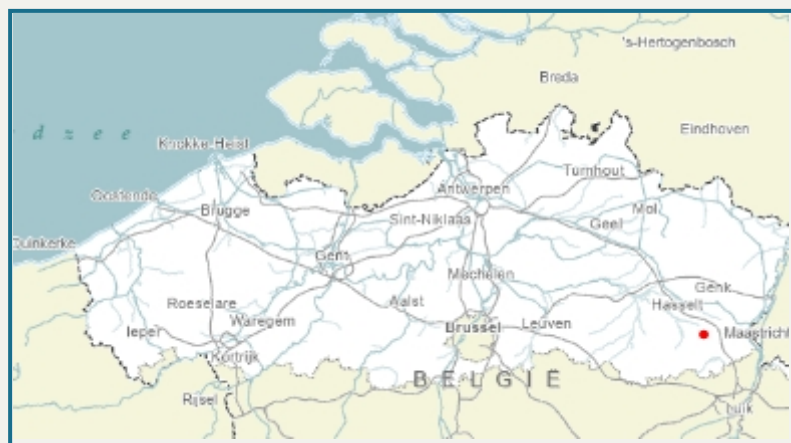 's-Hertogenbosch
Breda
d z e e
Eindhoven
Knokke-Heist
Turnhout
Antwerpen
Oostende
Mol
Brugge
Sint-Niklaas
Geel
Duinkerke
Gent
Mechelen
Genk
Roeselare
Aalst
Hasselt
Waregem
Ieper
Brussel
Leuven
Maastricht
Kortrijk
BELGIË
Rijsel
Luik